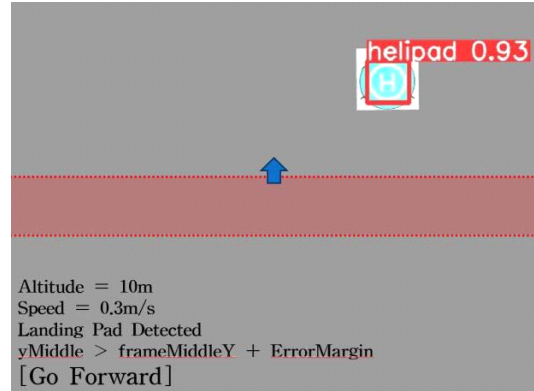 helipad 0.93
H
Altitude = 10m
Speed = 0.3m/s
Landing Pad Detected
yMiddle > frameMiddleY + ErrorMargin
[Go Forward]